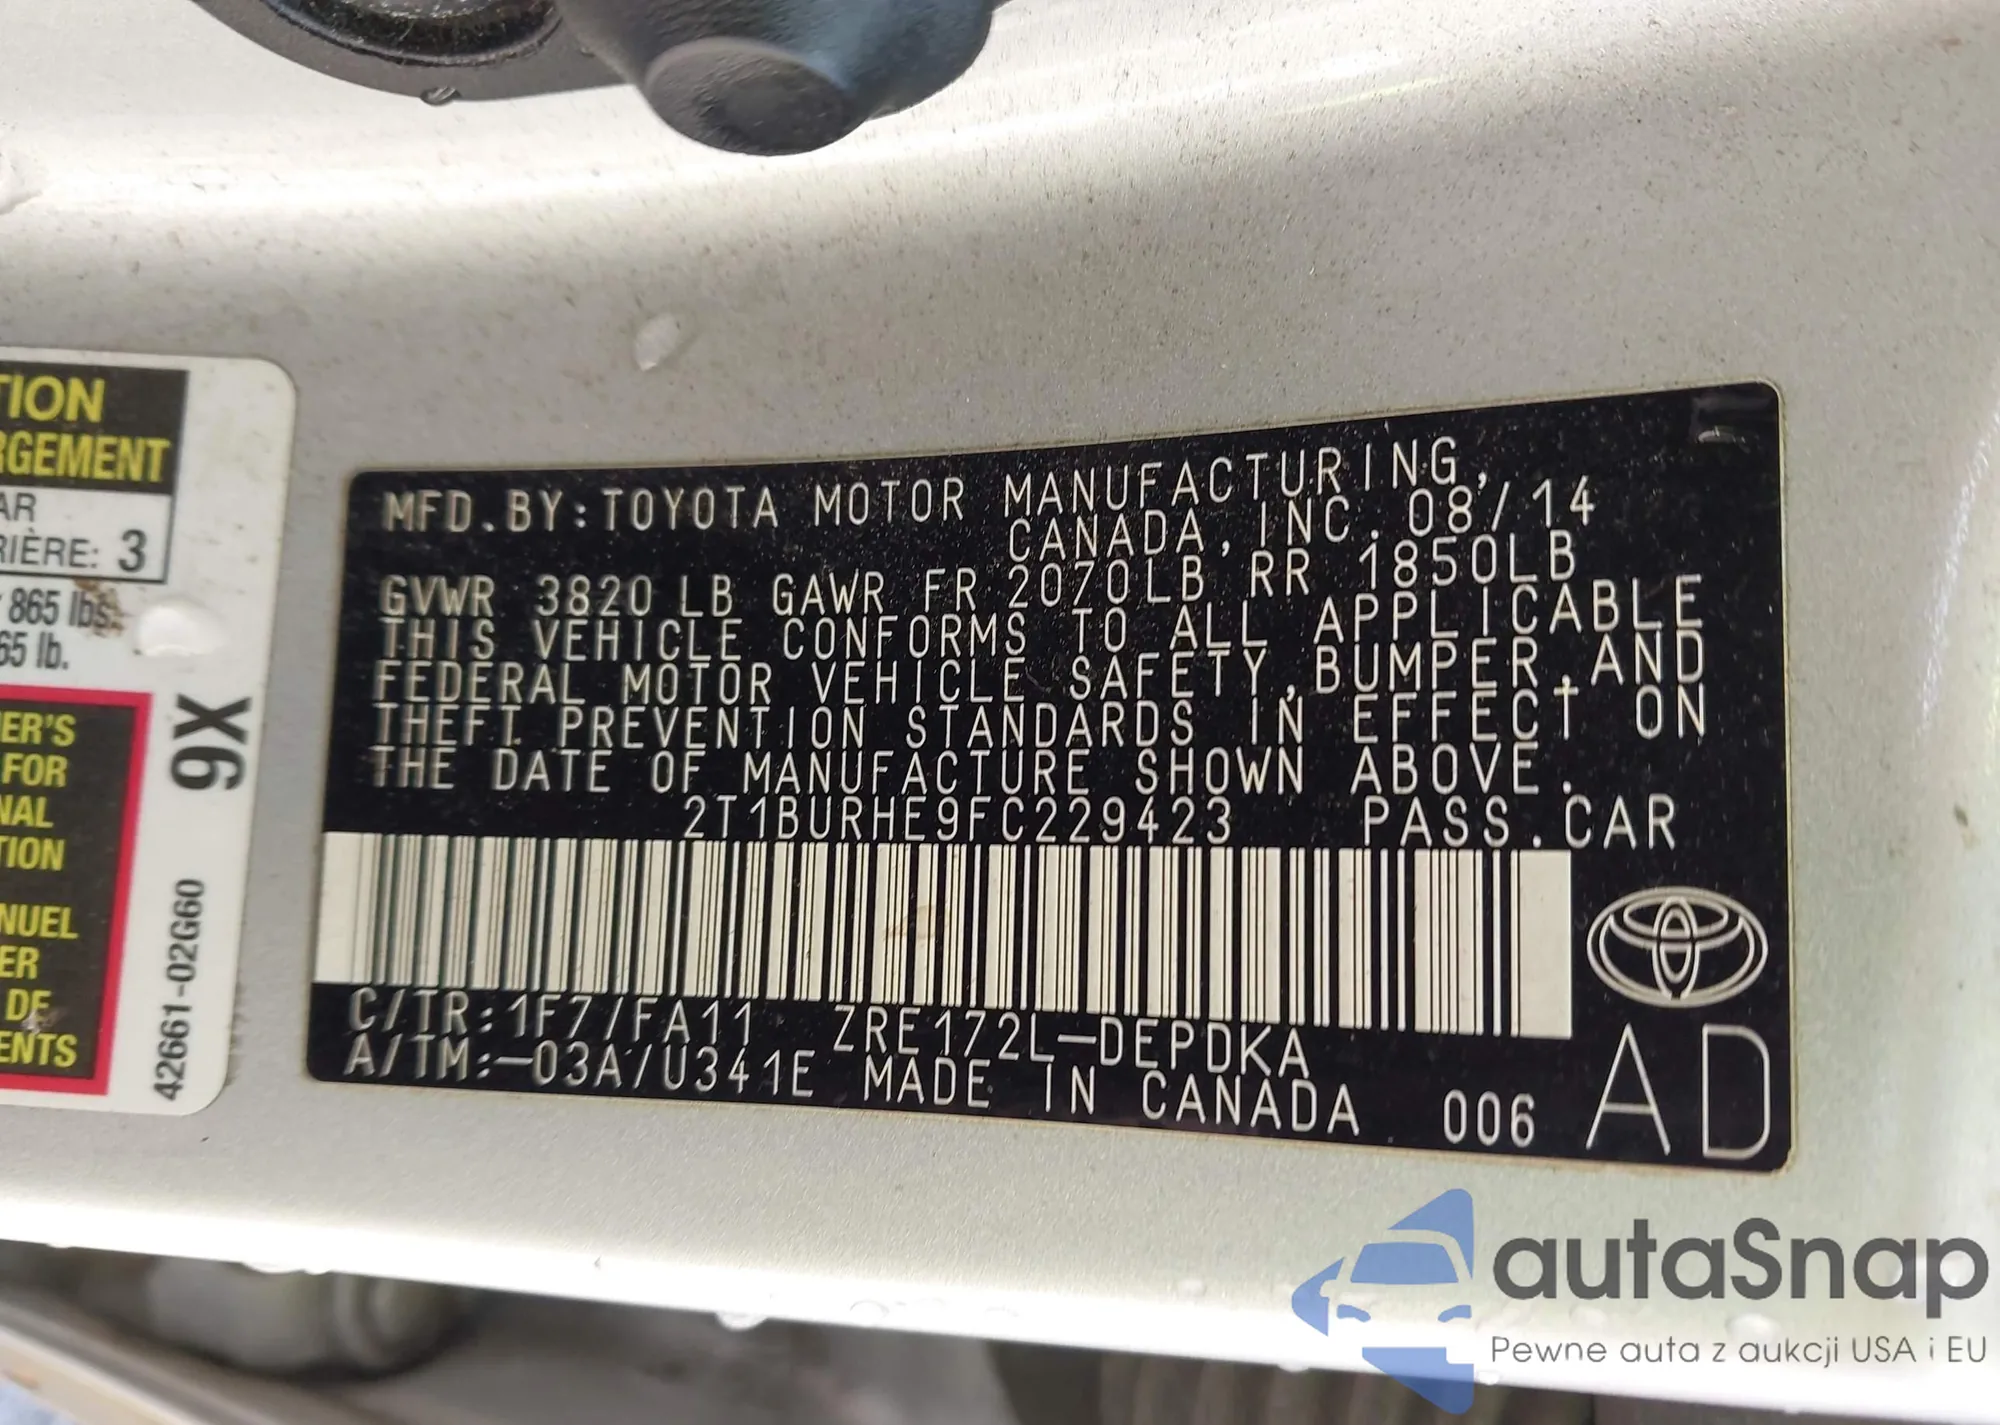 TION
RGEMENT
AR
RIÈRE: 3
865 lbs.
65 lb.
ER'S
FOR
NAL
TION
NUEL
ER
DE
ENTS
9X
42661-02G60
MFD.BY:TOYOTA MOTOR MANUFACTURING,
CANADA, INC. 08/14
GVWR 3820 LB GAWR FR 2070LB RR 1850LB
THIS VEHICLE CONFORMS TO ALL APPLICABLE
FEDERAL MOTOR VEHICLE SAFETY, BUMPER, AND
THEFT PREVENTION STANDARDS IN EFFECT ON
THE DATE OF MANUFACTURE SHOWN ABOVE.
2T1BURHE9FC229423 PASS.CAR
C/TR:1F7/FA11 ZRE172L-DEPDKA
A/TM:-03A/U341E MADE IN CANADA 006 AD
autaSnap
Pewne auta z aukcji USA i EU